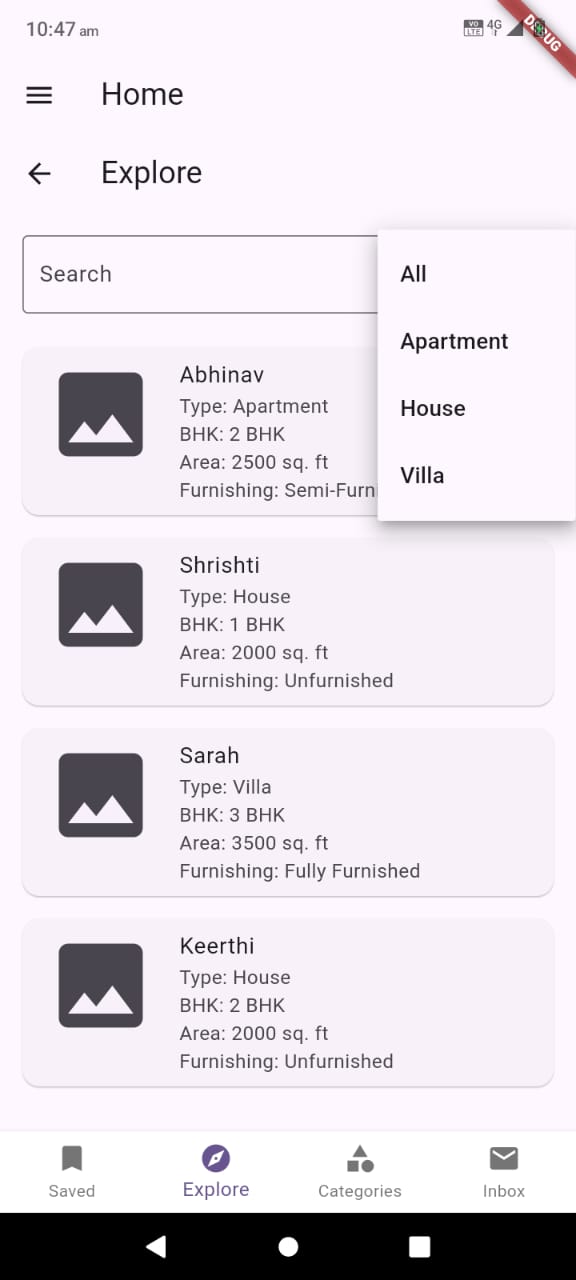 10:47 am
VO LTE 4G
DEBUG
Home
Explore
Search
All
Apartment
House
Villa
Abhinav
Type: Apartment
BHK: 2 BHK
Area: 2500 sq. ft
Furnishing: Semi-Furn
Shrishti
Type: House
BHK: 1 BHK
Area: 2000 sq. ft
Furnishing: Unfurnished
Sarah
Type: Villa
BHK: 3 BHK
Area: 3500 sq. ft
Furnishing: Fully Furnished
Keerthi
Type: House
BHK: 2 BHK
Area: 2000 sq. ft
Furnishing: Unfurnished
Saved
Explore
Categories
Inbox